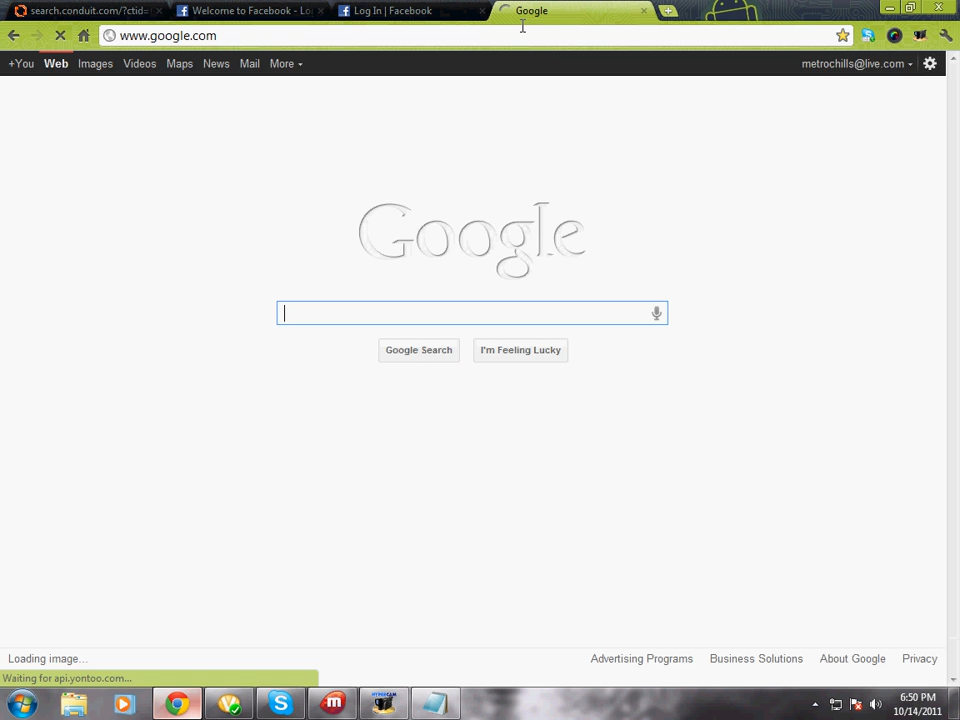 search.conduit.com/?ctid=
Welcome to Facebook - Lo
Log In | Facebook
Google
www.google.com
+You Web Images Videos Maps News Mail More
metrochills@live.com
Google
Google Search
I'm Feeling Lucky
Loading image...
Advertising Programs Business Solutions About Google Privacy
Waiting for api.yontoo.com...
HYPERCAM
6:50 PM
10/14/2011